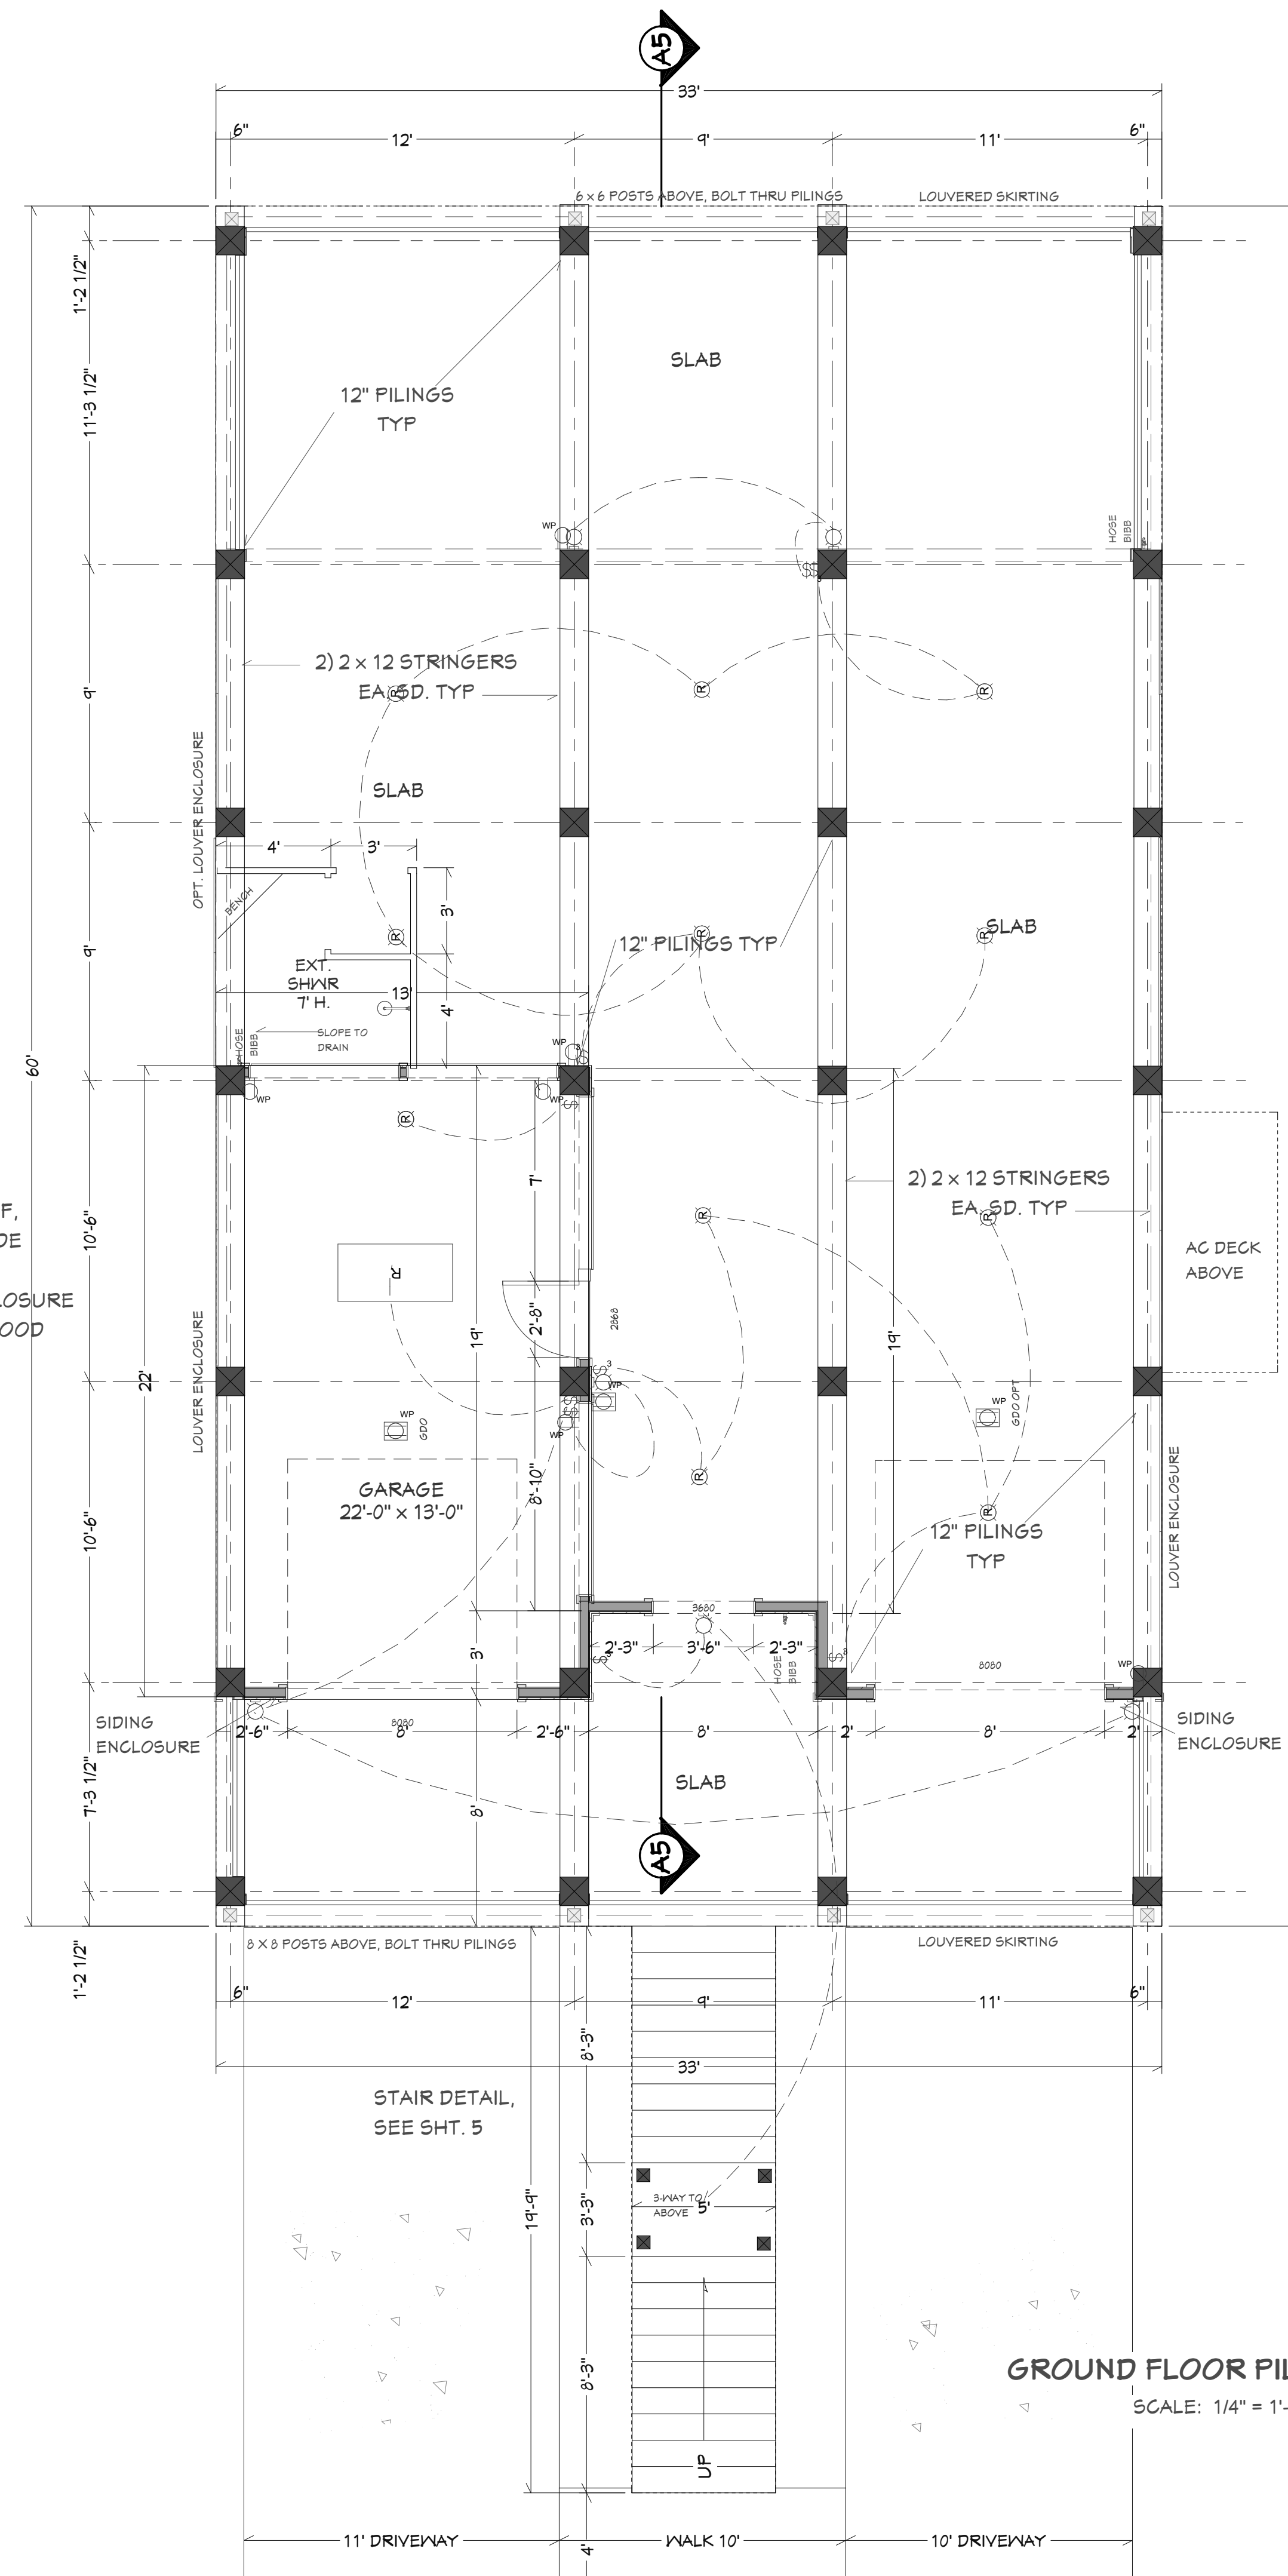 A5
33'
6"
12'
9'
11'
6"
6 x 6 POSTS ABOVE, BOLT THRU PILINGS
LOUVERED SKIRTING
1'-2 1/2"
SLAB
12" PILINGS
TYP
11'-3 1/2"
WP
HOSE
BIBB
$$
2) 2 x 12 STRINGERS
EA. SD. TYP
9'
R
R
R
OPT. LOUVER ENCLOSURE
SLAB
4'
3'
BENCH
3'
R
R
R
SLAB
12" PILINGS TYP
9'
EXT.
SHWR
7' H.
13'
4'
SLOPE TO
DRAIN
HOSE
BIBB
WP
3
$
60'
WP
WP
$
R
7'
2) 2 x 12 STRINGERS
EA. SD. TYP
R
R
F,
DE
LOSURE
OOD
10'-6"
AC DECK
ABOVE
R
2'-8"
2868
19'
19'
22'
LOUVER ENCLOSURE
$3
WP
$$
WP
WP
GDO
WP
GDO OPT
R
8'-10"
GARAGE
22'-0" x 13'-0"
10'-6"
R
12" PILINGS
TYP
LOUVER ENCLOSURE
3680
2'-3"
3'-6"
2'-3"
$3
HOSE
BIBB
$3
3'
8080
WP
SIDING
ENCLOSURE
2'-6"
8080
8'
2'-6"
8'
2'
8'
2'
SIDING
ENCLOSURE
SLAB
7'-3 1/2"
8'
A5
8 X 8 POSTS ABOVE, BOLT THRU PILINGS
LOUVERED SKIRTING
1'-2 1/2"
6"
12'
9'
11'
6"
8'-3"
33'
STAIR DETAIL,
SEE SHT. 5
19'-9"
3'-3"
3-WAY TO
ABOVE
5'
8'-3"
GROUND FLOOR PIL
SCALE: 1/4" = 1'-
UP
11' DRIVEWAY
WALK 10'
10' DRIVEWAY
4'